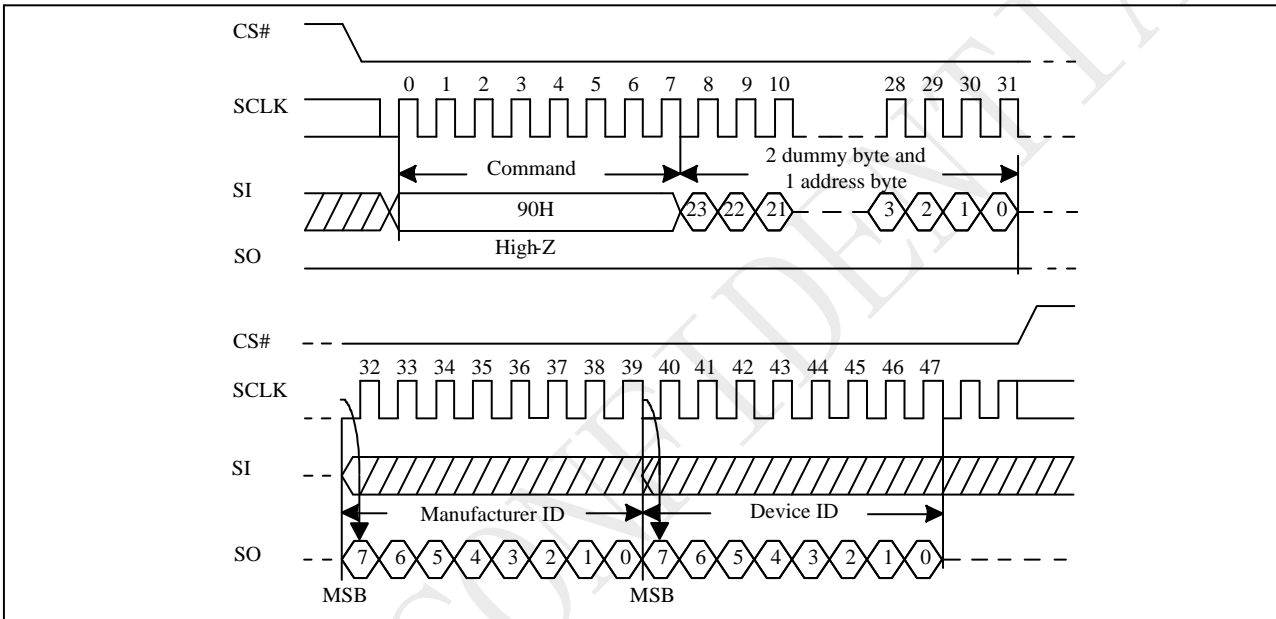 CS#
0 1 2 3 4 5 6 7 8 9 10 28 29 30 31
SCLK
Command
2 dummy byte and
1 address byte
SI
90H
23 22 21 3 2 1 0
High-Z
SO
CS#
32 33 34 35 36 37 38 39 40 41 42 43 44 45 46 47
SCLK
SI
Manufacturer ID
Device ID
SO
7 6 5 4 3 2 1 0 7 6 5 4 3 2 1 0
MSB
MSB
CONFIDENTIA